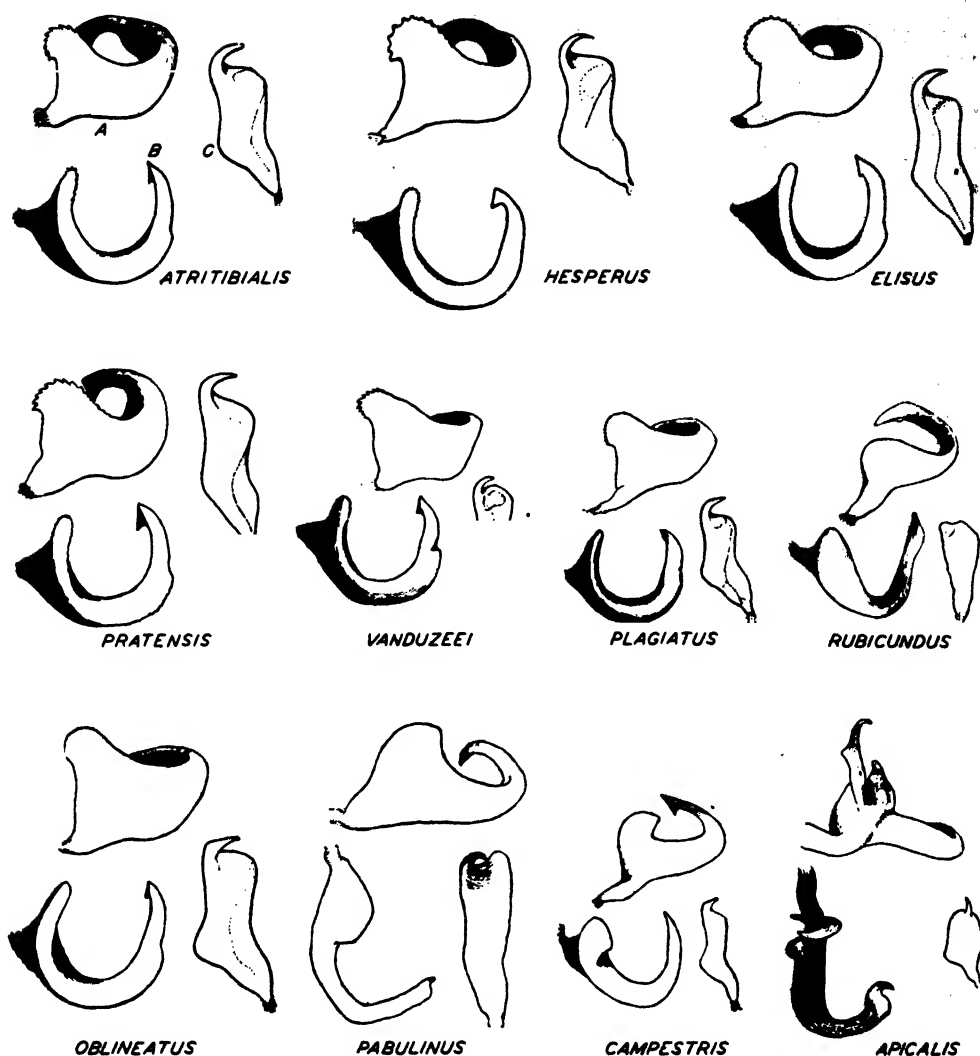 A
B
C
ATRITIBIALIS
HESPERUS
ELISUS
PRATENSIS
VANDUZEEI
PLAGIATUS
RUBICUNDUS
OBLINEATUS
PABULINUS
CAMPESTRIS
APICALIS